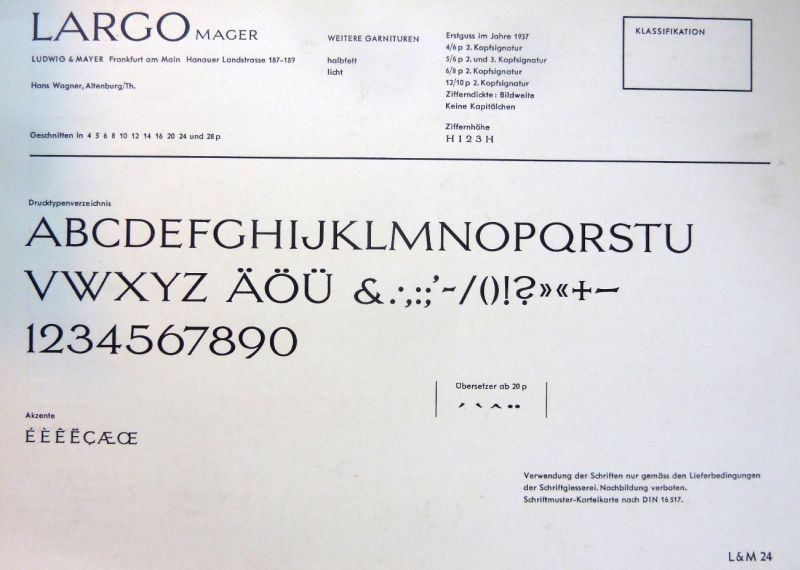 LARGO MAGER
LUDWIG & MAYER Frankfurt am Main Hanauer Landstrasse 187-189
Hans Wagner, Altenburg/Th.
Geschnitten in 4 5 6 8 10 12 14 16 20 24 und 28 p
WEITERE GARNITUREN
halbfett
licht
Erstguss im Jahre 1937
4/6 p 2. Kopfsignatur
5/6 p 2. und 3. Kopfsignatur
6/8 p 2. Kopfsignatur
12/10 p 2. Kopfsignatur
Zifferndickte: Bildweite
Keine Kapitälchen
Ziffernhöhe
H 1 2 3 H
KLASSIFIKATION
Drucktypenverzeichnis
ABCDEFGHIJKLMNOPQRSTU
VWXYZ ÄÖÜ &.·,:;'-/()!?»«+—
1234567890
Übersetzer ab 20 p
´ ` ^ ¨
Akzente
ÉÈÊËÇÆŒ
Verwendung der Schriften nur gemäss den Lieferbedingungen
der Schriftgiesserei. Nachbildung verboten.
Schriftmuster-Karteikarte nach DIN 16517.
L & M 24